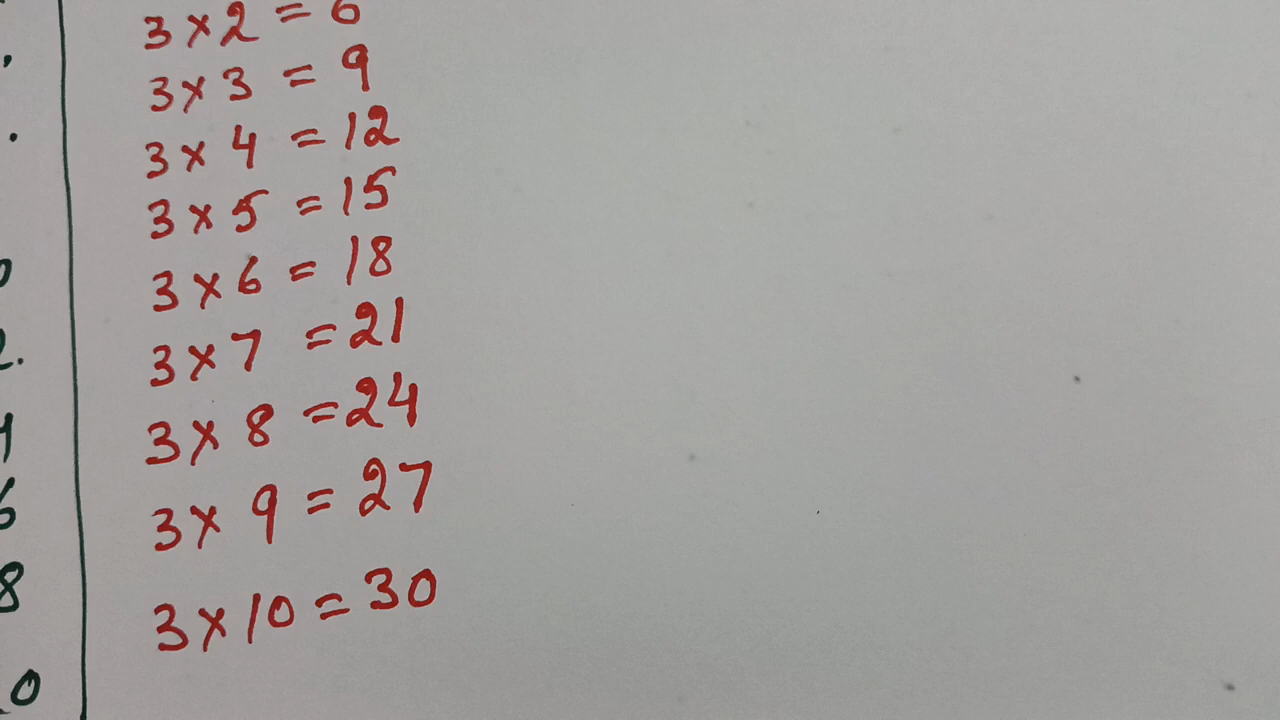 3 × 2 = 6
3 × 3 = 9
3 × 4 = 12
3 × 5 = 15
3 × 6 = 18
3 × 7 = 21
3 × 8 = 24
3 × 9 = 27
3 × 10 = 30